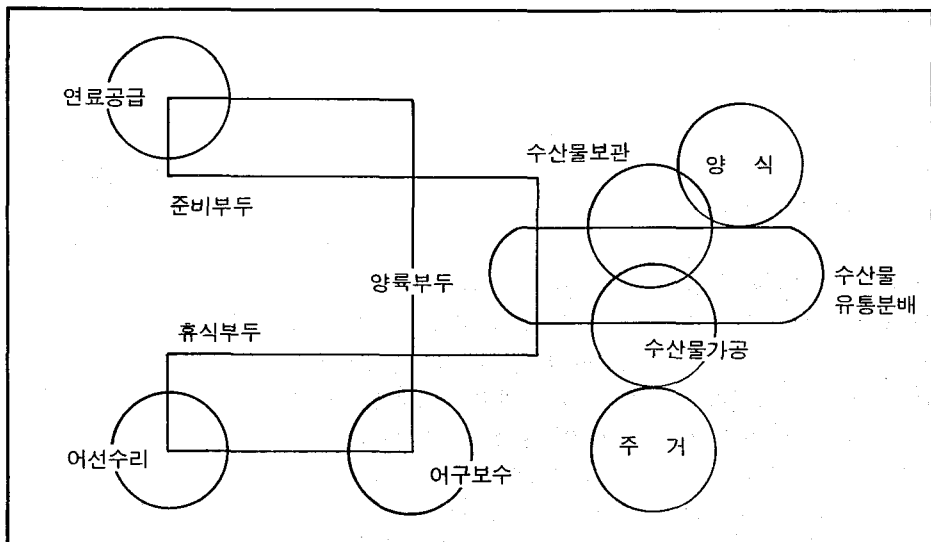 연료공급
수산물보관
양 식
준비부두
양륙부두
수산물
유통분배
휴식부두
수산물가공
어선수리
어구보수
주 거